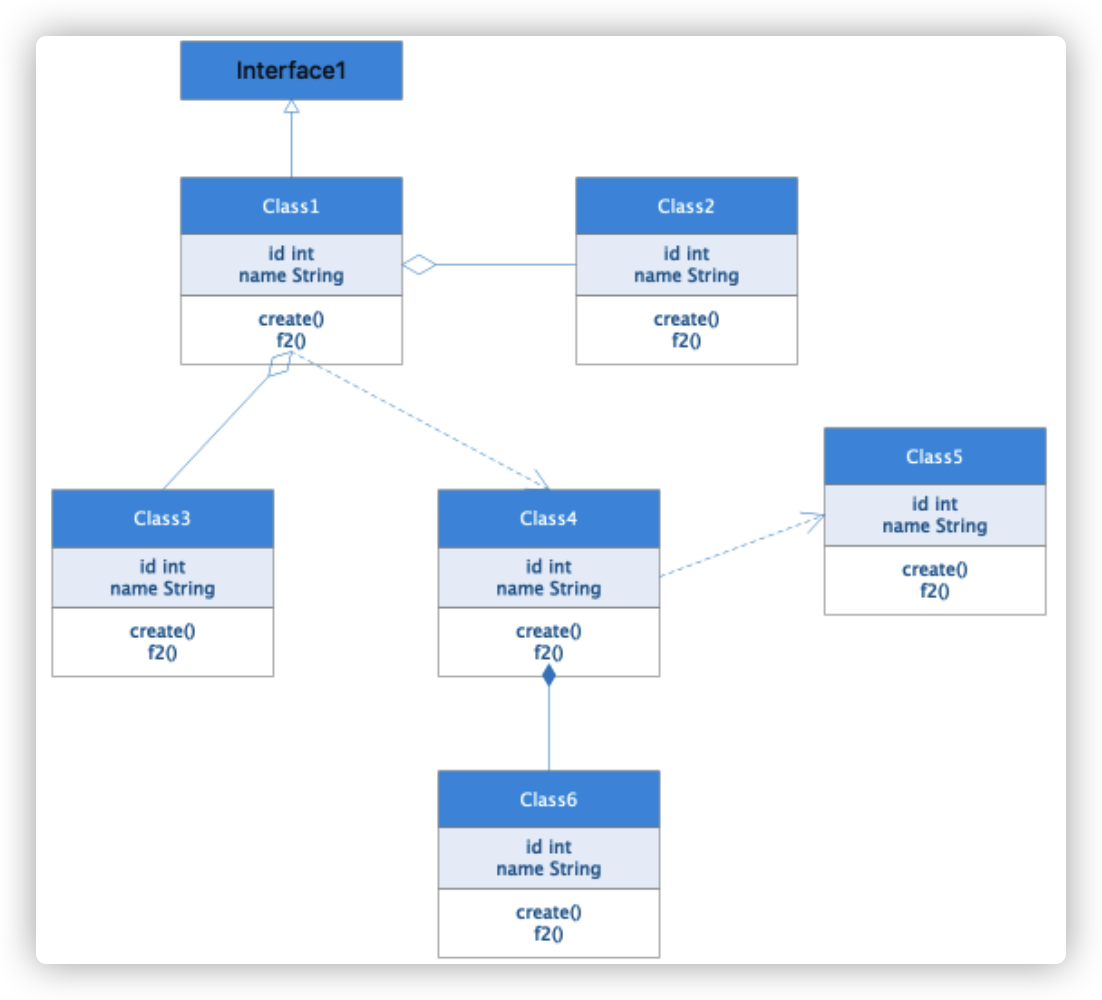 Interface1
Class1
id int
name String
create()
f2()
Class2
id int
name String
create()
f2()
Class3
id int
name String
create()
f2()
Class4
id int
name String
create()
f2()
Class5
id int
name String
create()
f2()
Class6
id int
name String
create()
f2()